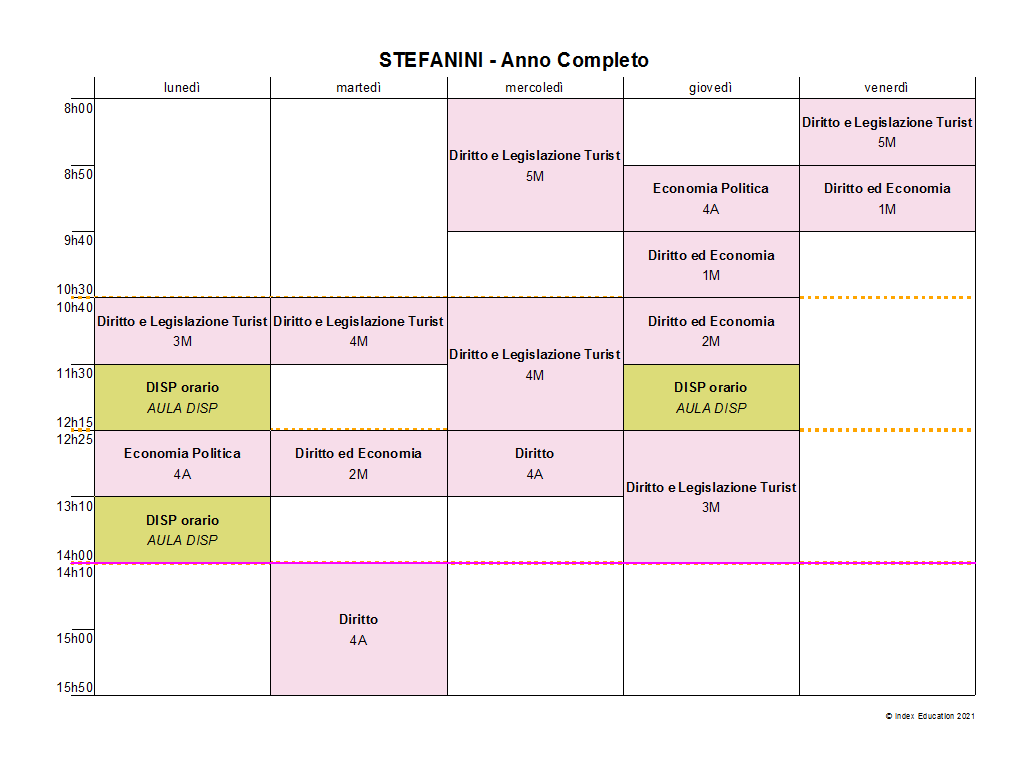 STEFANINI - Anno Completo
lunedì martedì mercoledì giovedì venerdì
8h00
Diritto e Legislazione Turist
5M
Diritto e Legislazione Turist
5M
8h50
Economia Politica
4A
Diritto ed Economia
1M
9h40
Diritto ed Economia
1M
10h30
10h40
Diritto e Legislazione Turist
3M
Diritto e Legislazione Turist
4M
Diritto e Legislazione Turist
4M
Diritto ed Economia
2M
11h30
DISP orario
AULA DISP
DISP orario
AULA DISP
12h15
12h25
Economia Politica
4A
Diritto ed Economia
2M
Diritto
4A
Diritto e Legislazione Turist
3M
13h10
DISP orario
AULA DISP
14h00
14h10
Diritto
4A
15h00
15h50
© Index Education 2021